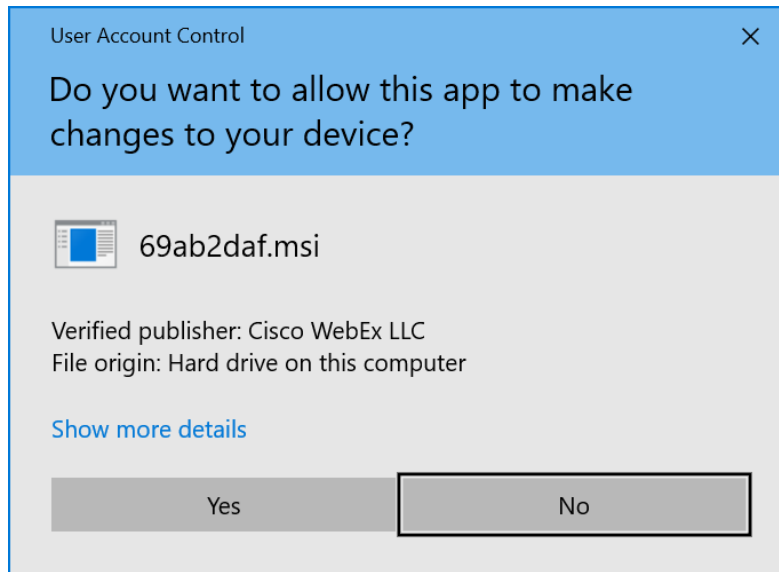 User Account Control
Do you want to allow this app to make
changes to your device?
69ab2daf.msi
Verified publisher: Cisco WebEx LLC
File origin: Hard drive on this computer
Show more details
Yes
No